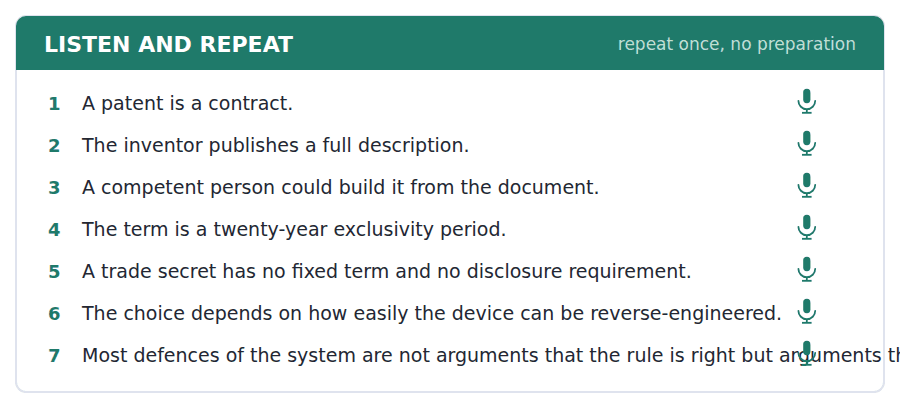 LISTEN AND REPEAT
repeat once, no preparation
1 A patent is a contract.
2 The inventor publishes a full description.
3 A competent person could build it from the document.
4 The term is a twenty-year exclusivity period.
5 A trade secret has no fixed term and no disclosure requirement.
6 The choice depends on how easily the device can be reverse-engineered.
7 Most defences of the system are not arguments that the rule is right but arguments